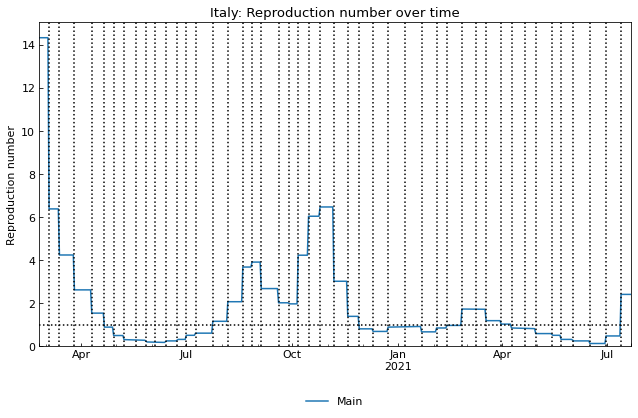 Italy: Reproduction number over time
Reproduction number
14
12
10
8
6
4
2
0
Apr
Jul
Oct
Jan
2021
Apr
Jul
Main